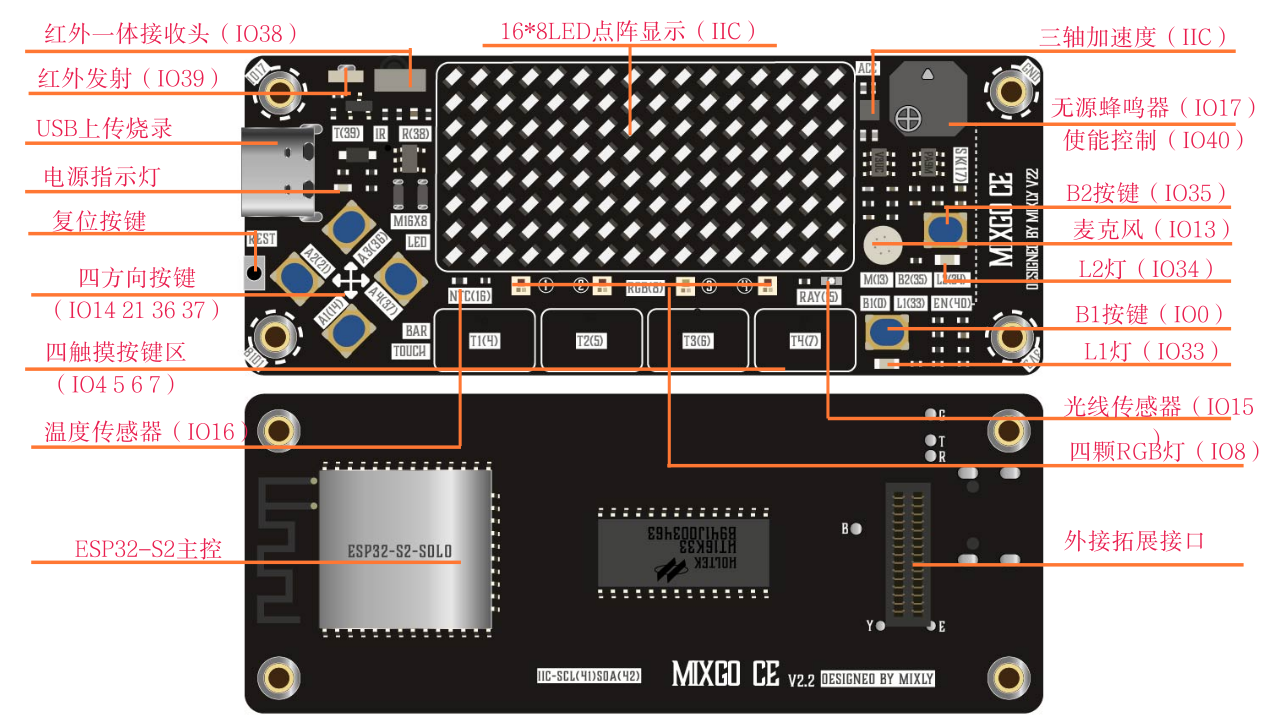 红外一体接收头（IO38）
红外发射（IO39）
USB上传烧录
电源指示灯
复位按键
四方向按键
（IO14 21 36 37）
四触摸按键区
（IO4 5 6 7）
温度传感器（IO16）
ESP32-S2主控
16*8LED点阵显示（IIC）
三轴加速度（IIC）
无源蜂鸣器（IO17）
使能控制（IO40）
B2按键（IO35）
麦克风（IO13）
L2灯（IO34）
B1按键（IO0）
L1灯（IO33）
光线传感器（IO15
）
四颗RGB灯（IO8）
外接拓展接口
IO17
GND
ACC
T(39)
IR
R(38)
SK(17)
M16X8
LED
REST
A2(21)
A3(36)
A1(14)
A4(37)
MIXGO CE
DESIGNED BY MIXLY V22
M(13)
B2(35)
L2(34)
B1(0)
L1(33)
EN(40)
NTC(16)
① ② RGB(8) ③ ④
RAY(15)
BAR
TOUCH
T1(4)
T2(5)
T3(6)
T4(7)
G
T
R
B
Y
E
ESP32-S2-SOLO
HOLTEK
HT16K33
B941J003463
IIC-SCL(41)SDA(42)
MIXGO CE V2.2 DESIGNED BY MIXLY